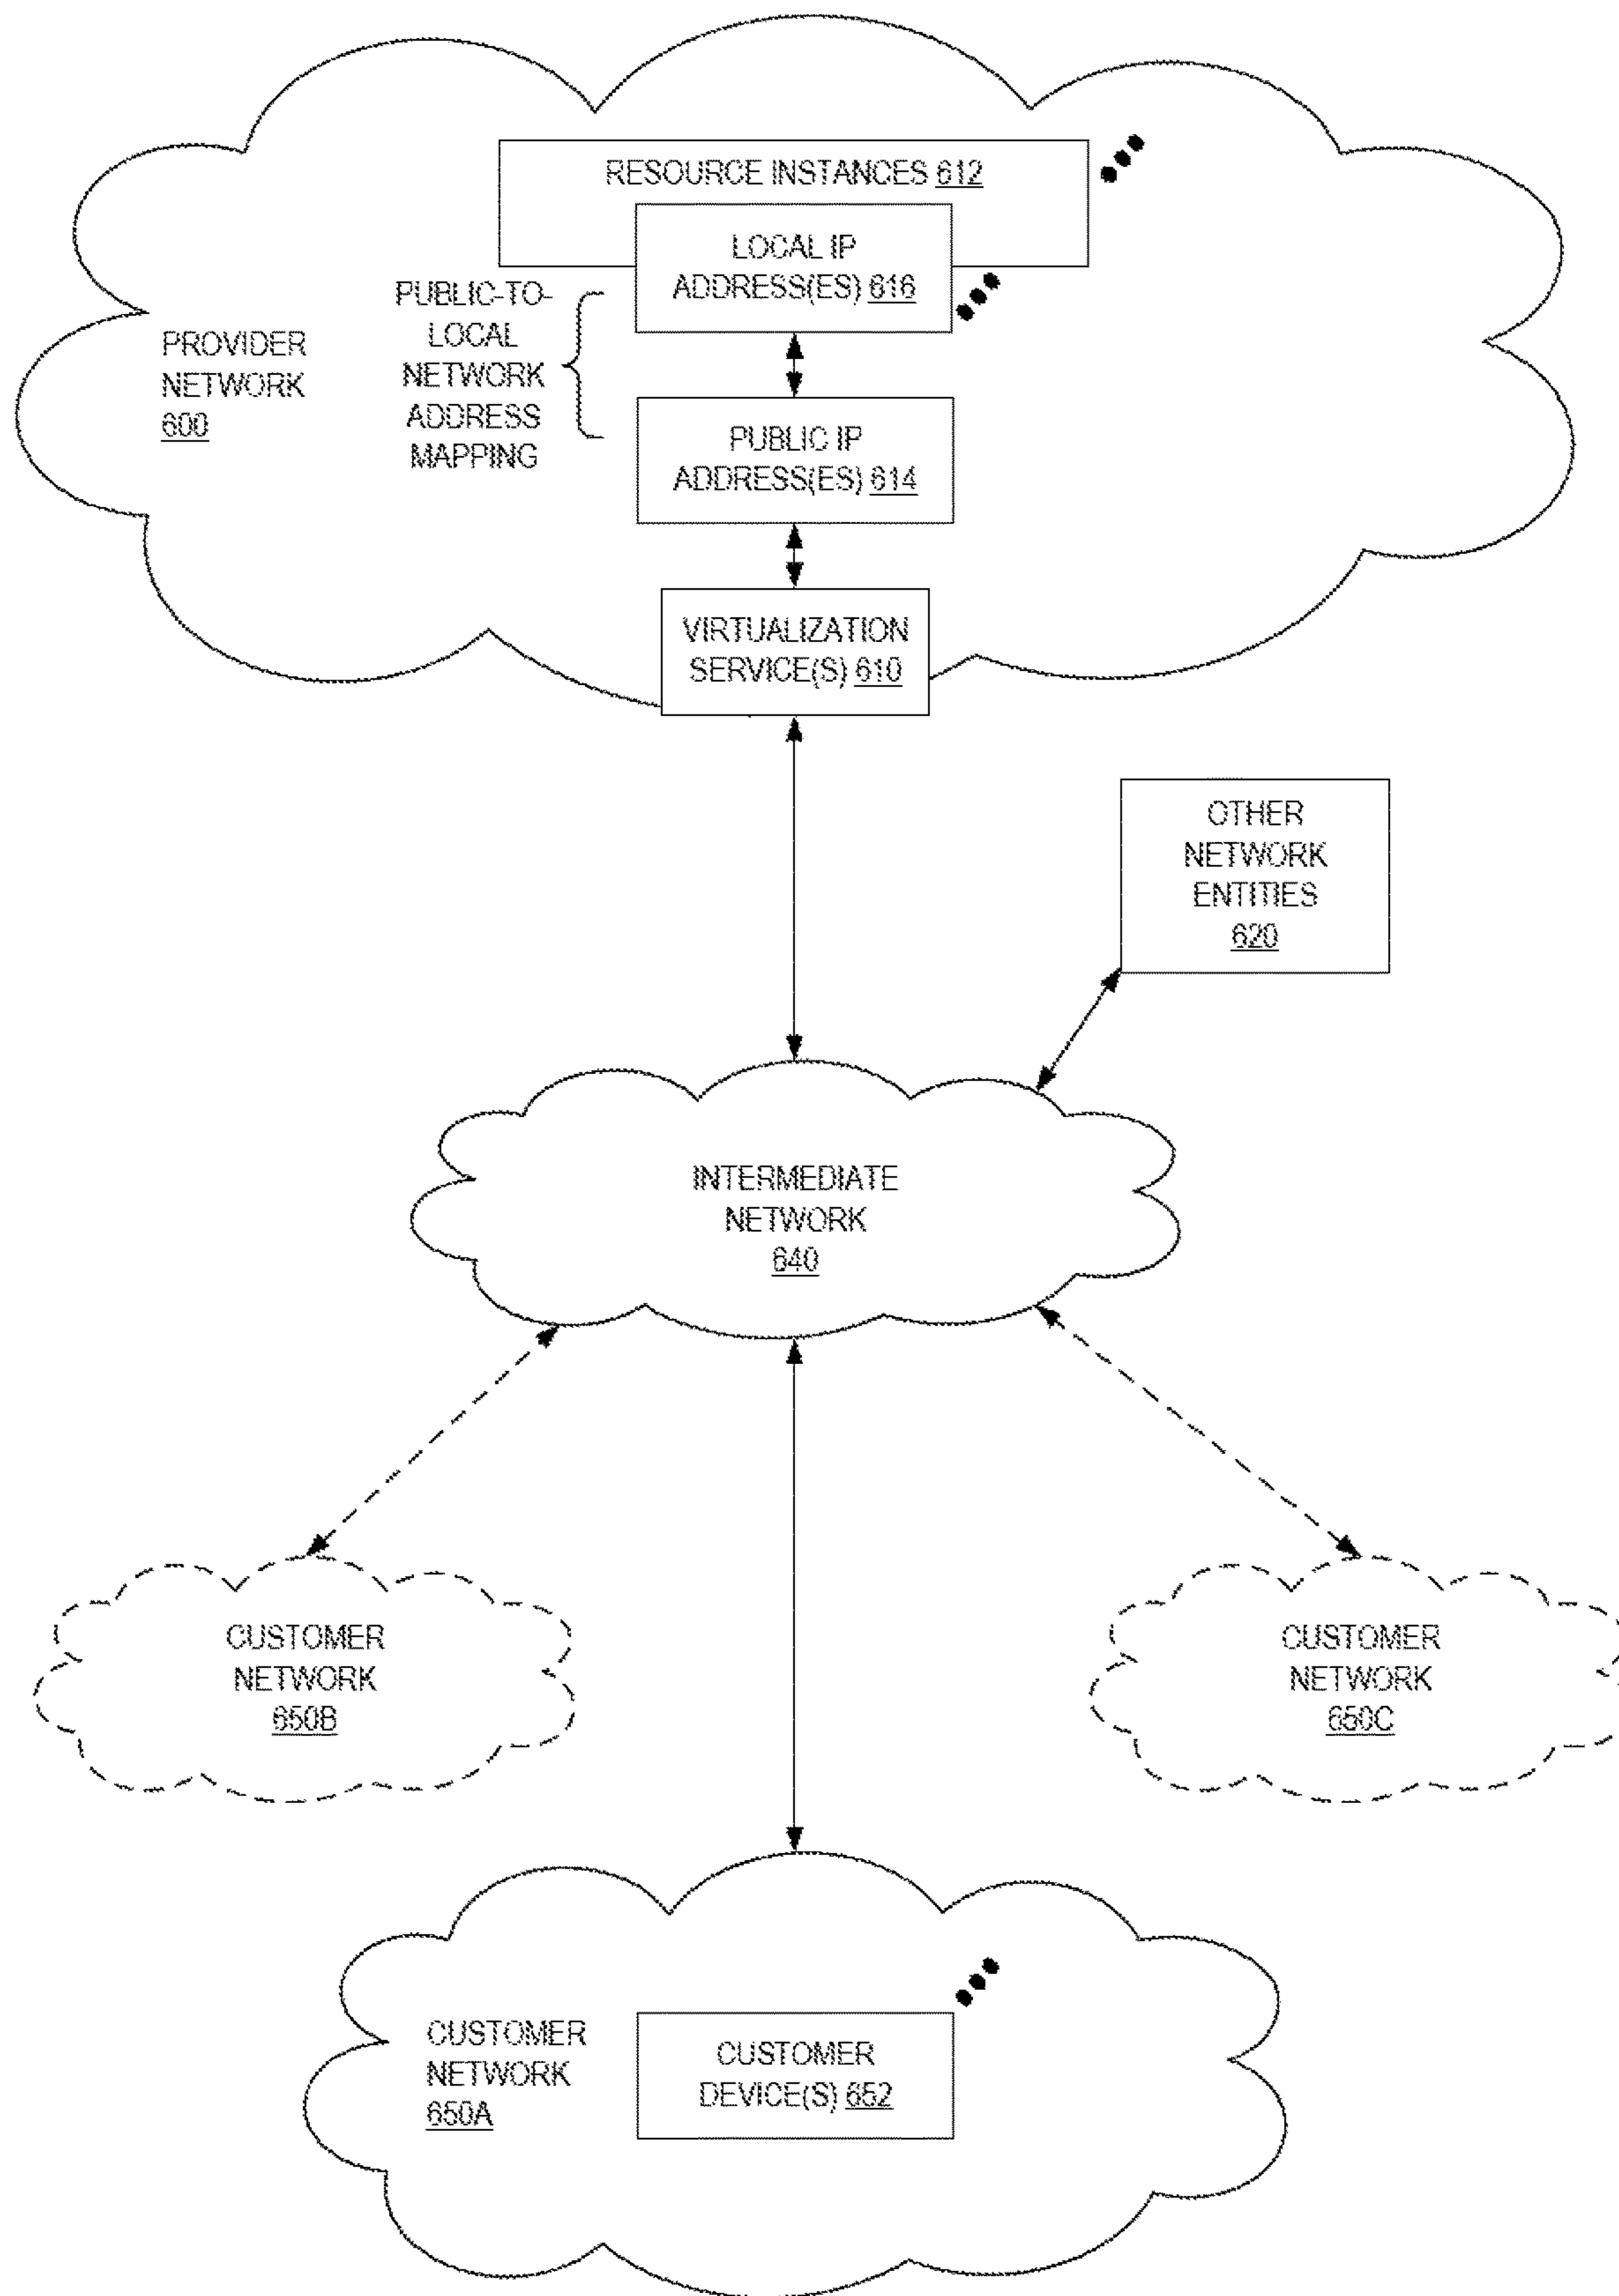 RESOURCE INSTANCES 612
LOCAL IP
ADDRESS(ES) 616
PUBLIC-TO-
LOCAL
NETWORK
ADDRESS
MAPPING
PROVIDER
NETWORK
600
PUBLIC IP
ADDRESS(ES) 614
VIRTUALIZATION
SERVICE(S) 610
OTHER
NETWORK
ENTITIES
620
INTERMEDIATE
NETWORK
640
CUSTOMER
NETWORK
650B
CUSTOMER
NETWORK
650C
CUSTOMER
NETWORK
650A
CUSTOMER
DEVICE(S) 652